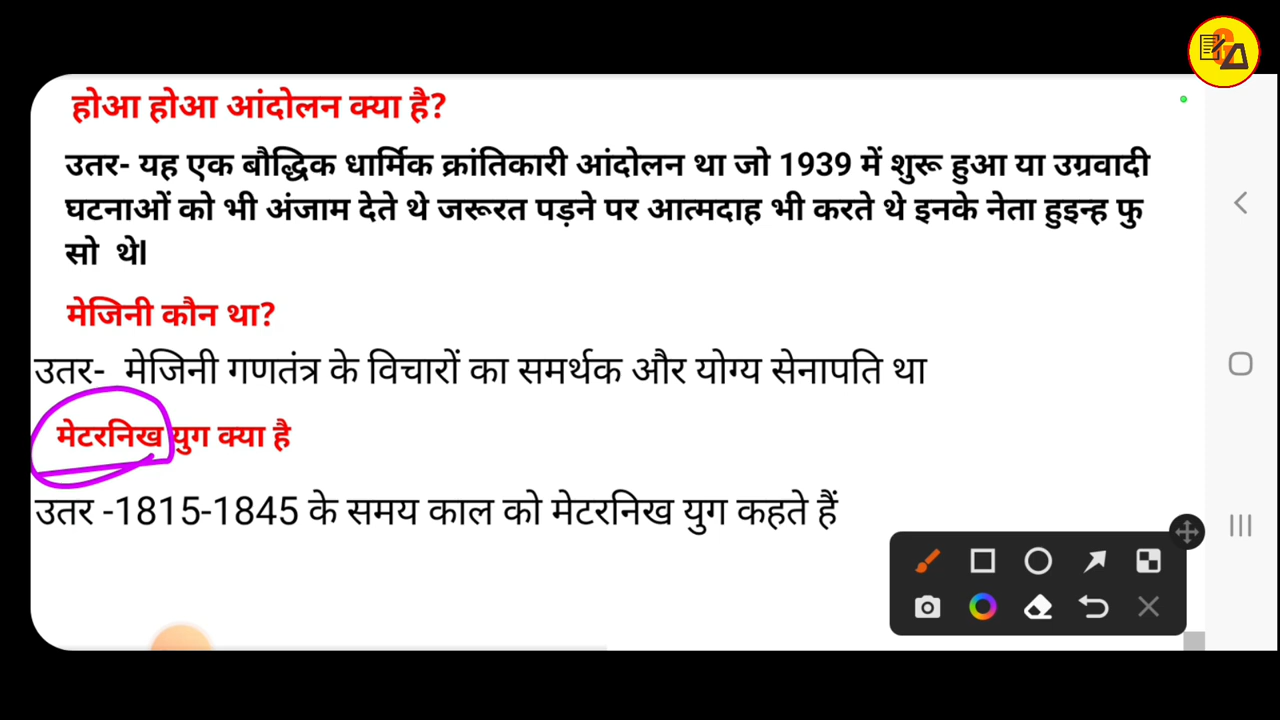 होआ होआ आंदोलन क्या है?
उतर- यह एक बौद्धिक धार्मिक क्रांतिकारी आंदोलन था जो 1939 में शुरू हुआ या उग्रवादी
घटनाओं को भी अंजाम देते थे जरूरत पड़ने पर आत्मदाह भी करते थे इनके नेता हुइन्ह फु
सो थे।
मेजिनी कौन था?
उतर- मेजिनी गणतंत्र के विचारों का समर्थक और योग्य सेनापति था
मेटरनिख युग क्या है
उतर -1815-1845 के समय काल को मेटरनिख युग कहते हैं